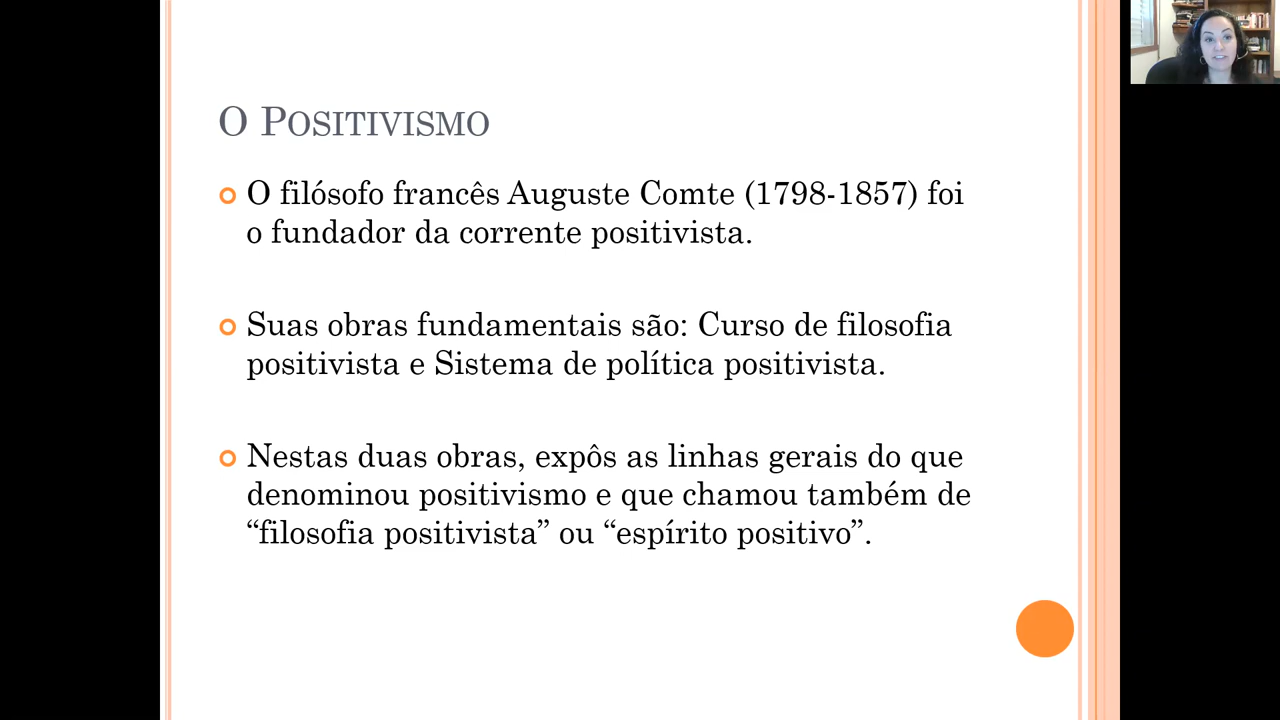 O POSITIVISMO
O filósofo francês Auguste Comte (1798-1857) foi
o fundador da corrente positivista.
Suas obras fundamentais são: Curso de filosofia
positivista e Sistema de política positivista.
Nestas duas obras, expôs as linhas gerais do que
denominou positivismo e que chamou também de
“filosofia positivista” ou “espírito positivo”.